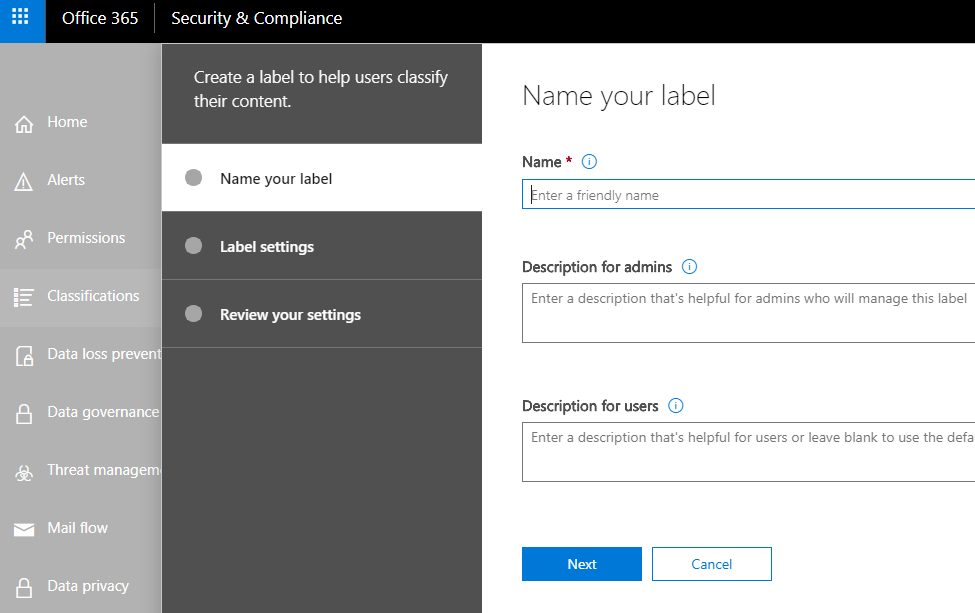 Office 365
Security & Compliance
Home
Alerts
Permissions
Classifications
Data loss prevent
Data governance
Threat managem
Mail flow
Data privacy
Create a label to help users classify
their content.
Name your label
Label settings
Review your settings
Name your label
Name *
Enter a friendly name
Description for admins
Enter a description that's helpful for admins who will manage this label
Description for users
Enter a description that's helpful for users or leave blank to use the defa
Next
Cancel